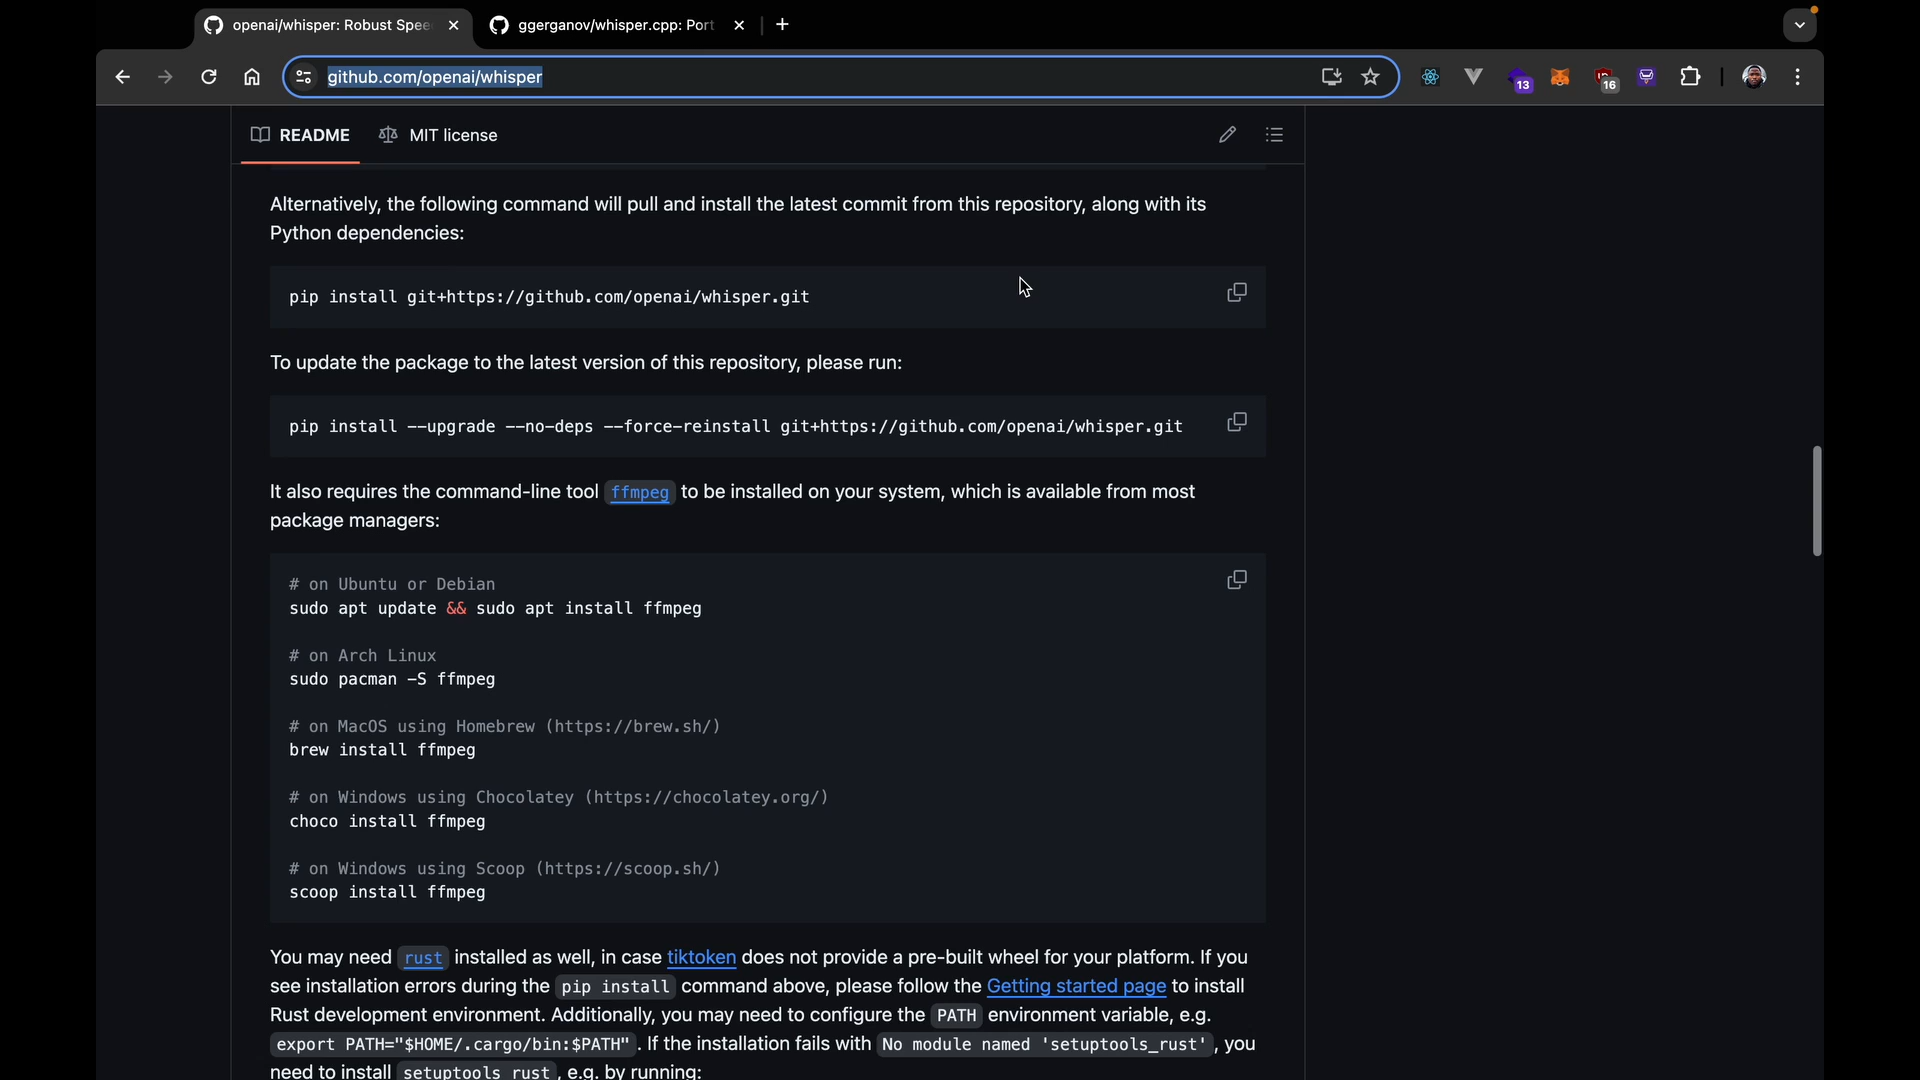 openai/whisper: Robust Spee
ggerganov/whisper.cpp: Port
github.com/openai/whisper
13
16
README
MIT license
Alternatively, the following command will pull and install the latest commit from this repository, along with its
Python dependencies:
pip install git+https://github.com/openai/whisper.git
To update the package to the latest version of this repository, please run:
pip install --upgrade --no-deps --force-reinstall git+https://github.com/openai/whisper.git
It also requires the command-line tool ffmpeg to be installed on your system, which is available from most
package managers:
# on Ubuntu or Debian
sudo apt update && sudo apt install ffmpeg
# on Arch Linux
sudo pacman -S ffmpeg
# on MacOS using Homebrew (https://brew.sh/)
brew install ffmpeg
# on Windows using Chocolatey (https://chocolatey.org/)
choco install ffmpeg
# on Windows using Scoop (https://scoop.sh/)
scoop install ffmpeg
You may need rust installed as well, in case tiktoken does not provide a pre-built wheel for your platform. If you
see installation errors during the pip install command above, please follow the Getting started page to install
Rust development environment. Additionally, you may need to configure the PATH environment variable, e.g.
export PATH="$HOME/.cargo/bin:$PATH" . If the installation fails with No module named 'setuptools_rust' , you
need to install setuptools_rust , e.g. by running: